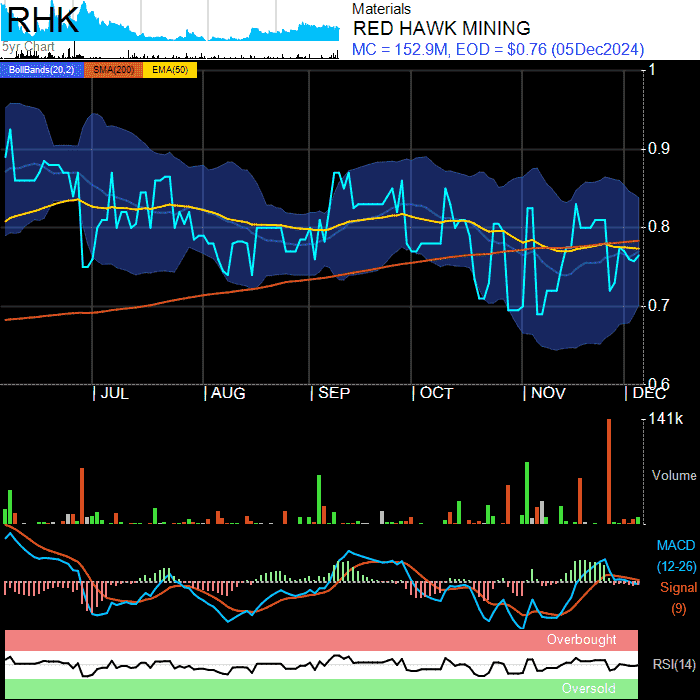 RHK
5yr Chart
Materials
RED HAWK MINING
MC = 152.9M, EOD = $0.76 (05Dec2024)
BollBands(20,2) SMA(200) EMA(50)
1
0.9
0.8
0.7
0.6
JUL AUG SEP OCT NOV DEC
141k
Volume
MACD
(12-26)
Signal
(9)
Overbought
RSI(14)
Oversold